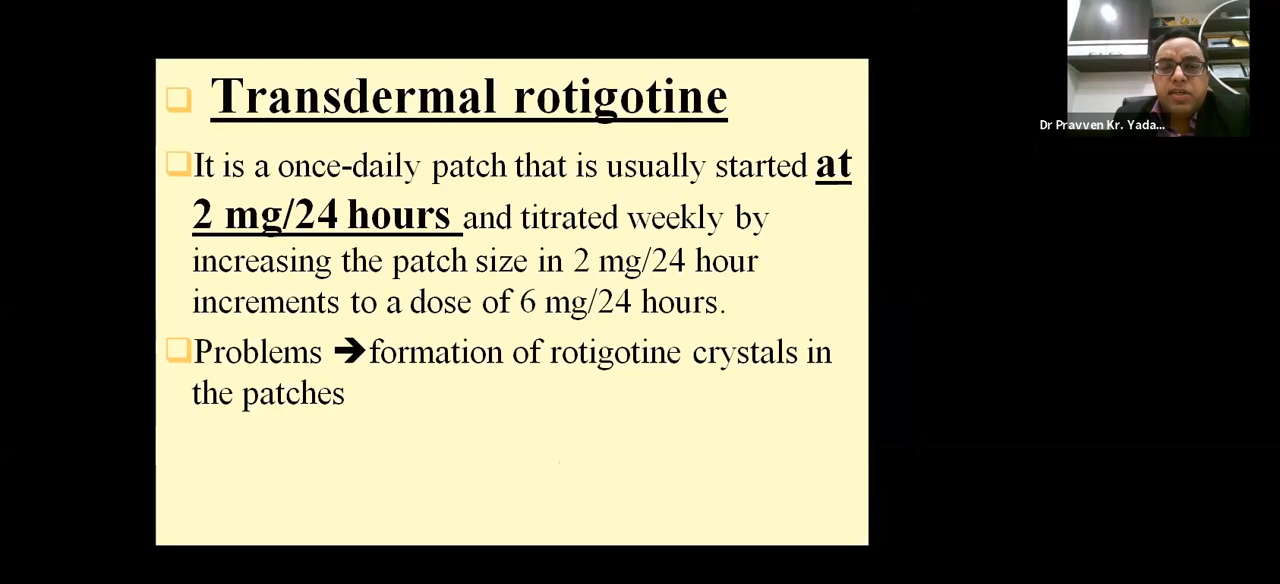 Transdermal rotigotine
It is a once-daily patch that is usually started at
2 mg/24 hours and titrated weekly by
increasing the patch size in 2 mg/24 hour
increments to a dose of 6 mg/24 hours.
Problems ➔formation of rotigotine crystals in
the patches
Dr Pravven Kr. Yada...